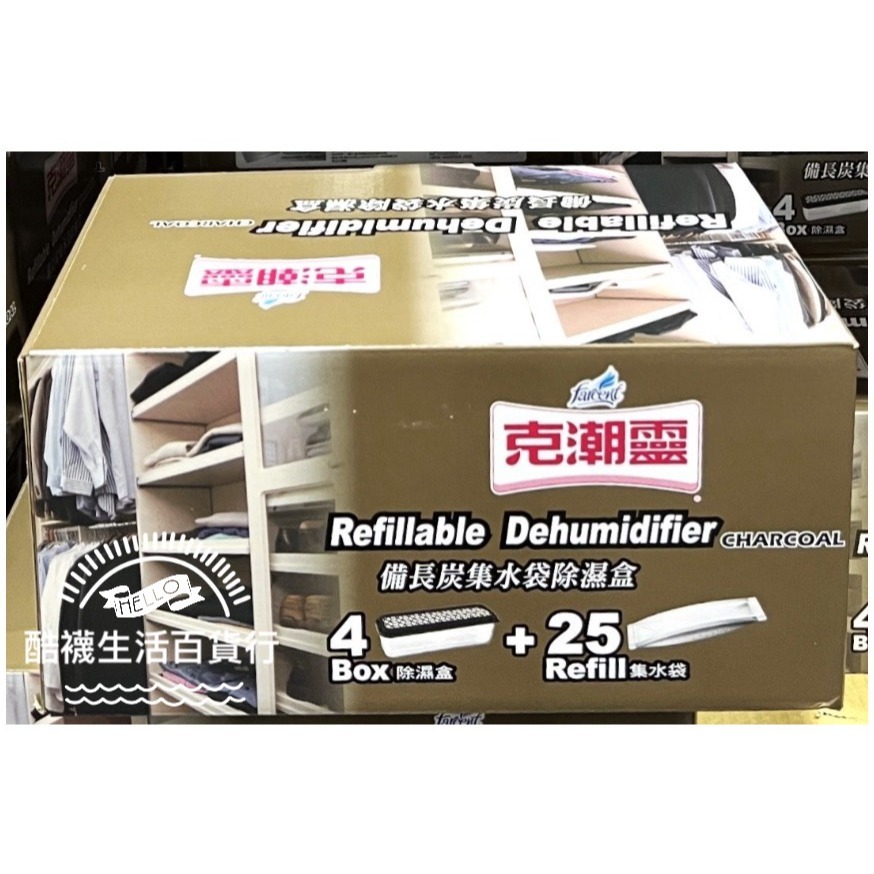 備長炭集水袋除濕盒
Refillable Dehumidifier CHARCOAL
farcent
克潮靈
備長炭集
4
Box 除濕盒
farcent
克潮靈
Refillable Dehumidifier CHARCOAL
備長炭集水袋除濕盒
4 + 25
Box 除濕盒 Refill 集水袋
HELLO
酷襪生活百貨行
farcent